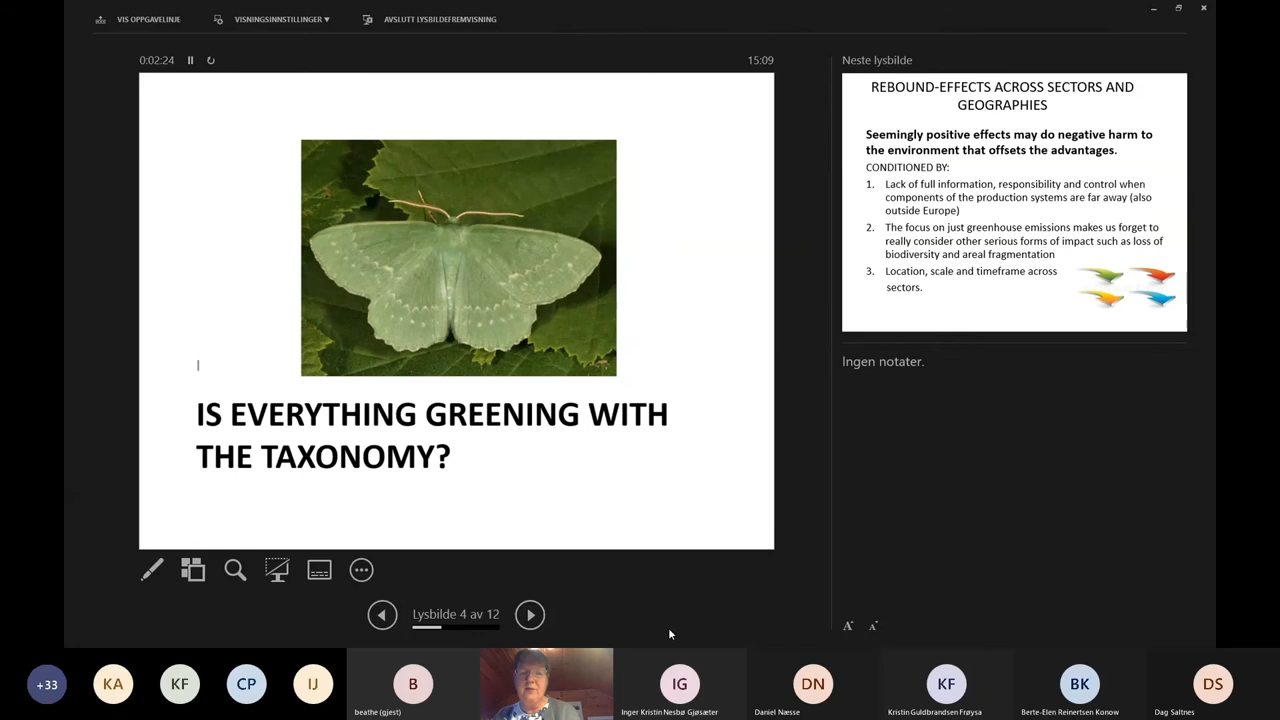 VIS OPPGAVELINJE
VISNINGSINNSTILLINGER ▼
AVSLUTT LYSBILDEFREMVISNING
0:02:24
15:09
IS EVERYTHING GREENING WITH
THE TAXONOMY?
Lysbilde 4 av 12
Neste lysbilde
REBOUND-EFFECTS ACROSS SECTORS AND
GEOGRAPHIES
Seemingly positive effects may do negative harm to
the environment that offsets the advantages.
CONDITIONED BY:
1. Lack of full information, responsibility and control when
components of the production systems are far away (also
outside Europe)
2. The focus on just greenhouse emissions makes us forget to
really consider other serious forms of impact such as loss of
biodiversity and areal fragmentation
3. Location, scale and timeframe across
sectors.
Ingen notater.
A A
+33
KA
KF
CP
IJ
B
beathe (gjest)
IG
Inger Kristin Nesbø Gjøsæter
DN
Daniel Næsse
KF
Kristin Guldbrandsen Frøysa
BK
Berte-Elen Reinertsen Konow
DS
Dag Saltnes